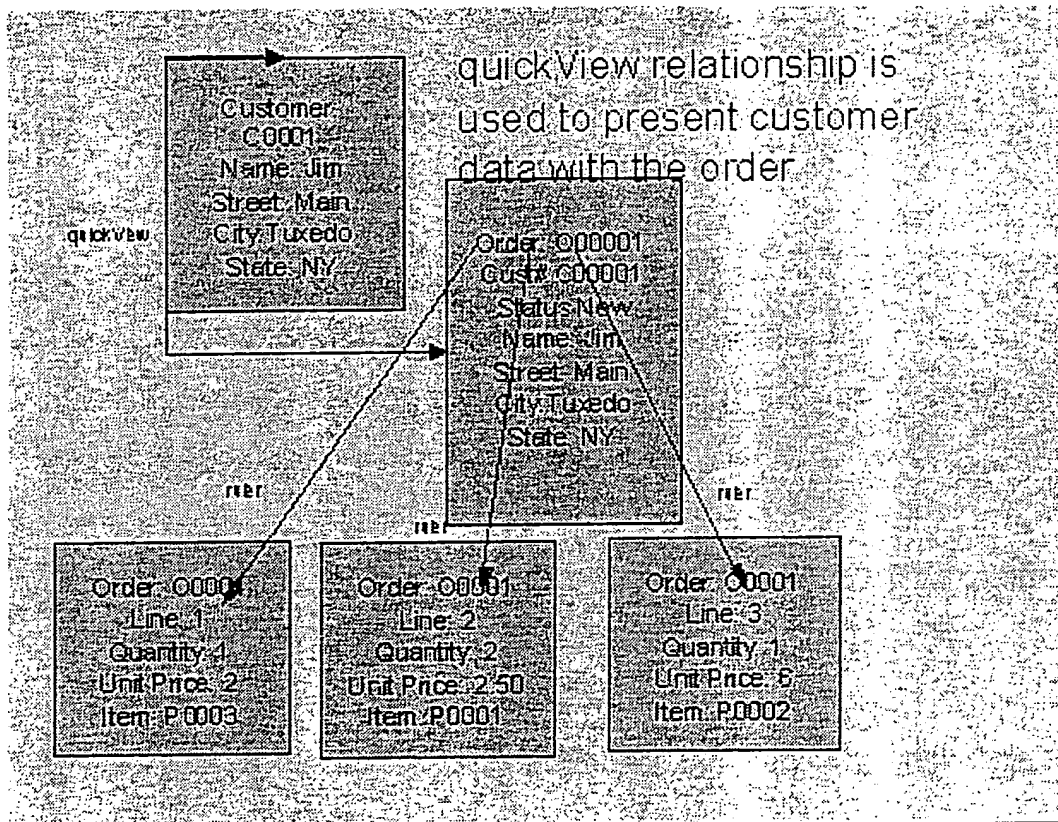 quickView relationship is
used to present customer
data with the order
Customer:
C0001
Name: Jim
Street: Main
City:Tuxedo
State: NY
quickView
Order: O00001
Cust#: C00001
Status:New
Name: Jim
Street: Main
City:Tuxedo
State: NY
Order: O0001
Line: 1
Quantity:
Unit Price: 2
Item: P0003
Order: O0001
Line: 2
Quantity: 2
Unit Price: 2.50
Item: P0001
Order: O0001
Line: 3
Quantity: 1
Unit Price: 6
Item: P0002